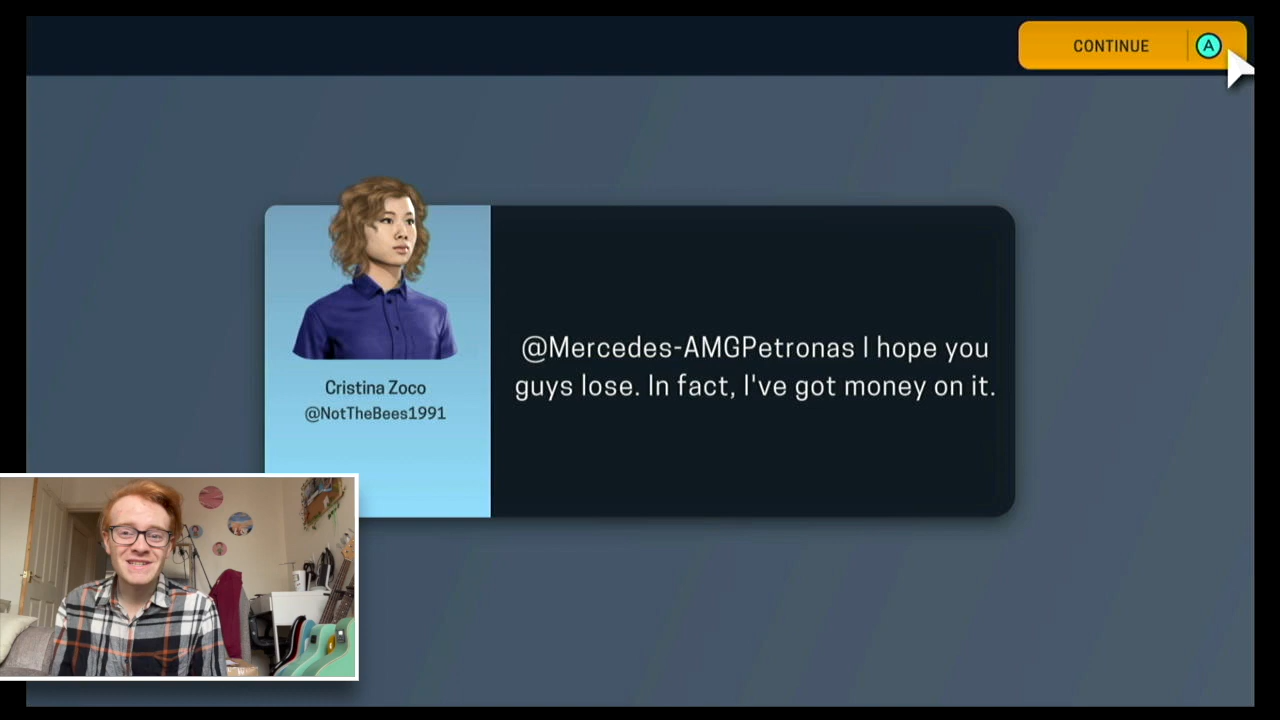 CONTINUE A
@Mercedes-AMGPetronas I hope you
guys lose. In fact, I've got money on it.
Cristina Zoco
@NotTheBees1991